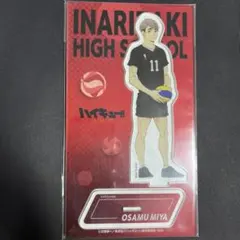 INARIZAKI
HIGH SCHOOL
11
ハイキュー!!
OSAMU MIYA